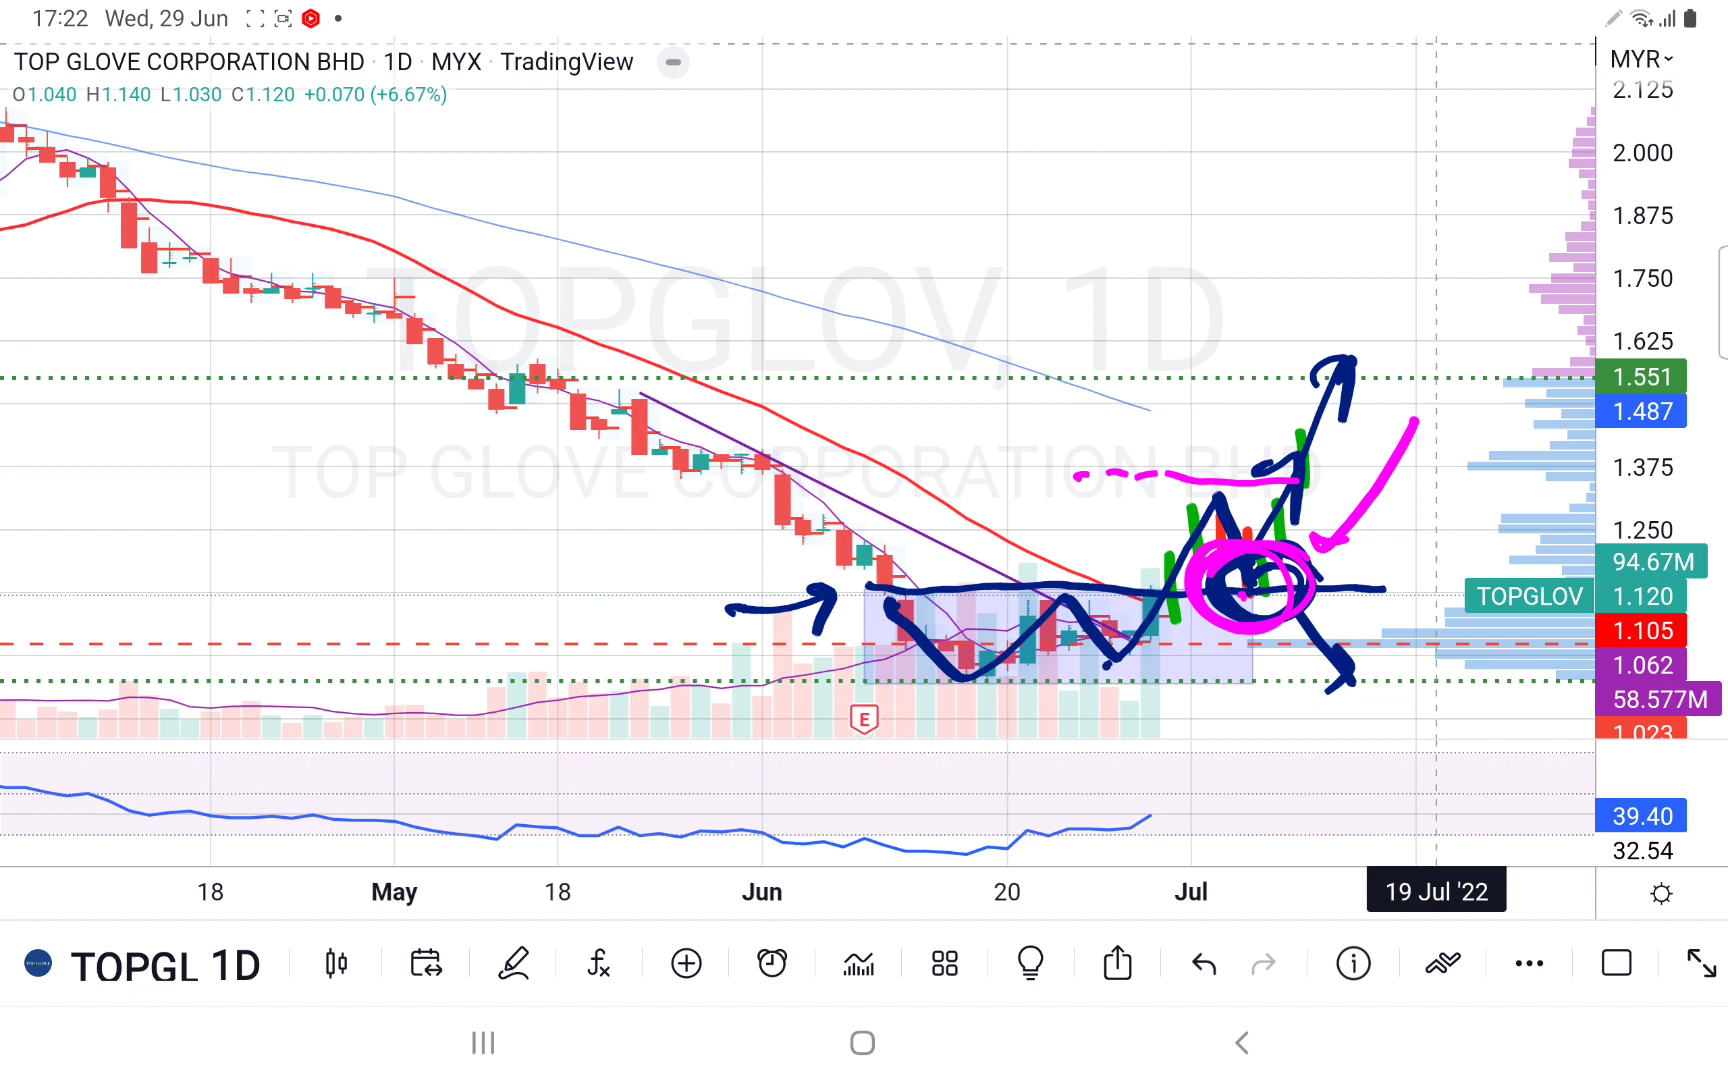 17:22 Wed, 29 Jun
TOP GLOVE CORPORATION BHD · 1D · MYX · TradingView
O1.040 H1.140 L1.030 C1.120 +0.070 (+6.67%)
MYR
2.125
2.000
1.875
1.750
1.625
1.551
1.487
1.375
1.250
94.67M
TOPGLOV 1.120
1.105
1.062
58.577M
1.023
TOPGLOV, 1D
TOP GLOVE CORPORATION BHD
E
39.40
32.54
18 May 18 Jun 20 Jul 19 Jul '22
TOPGL 1D